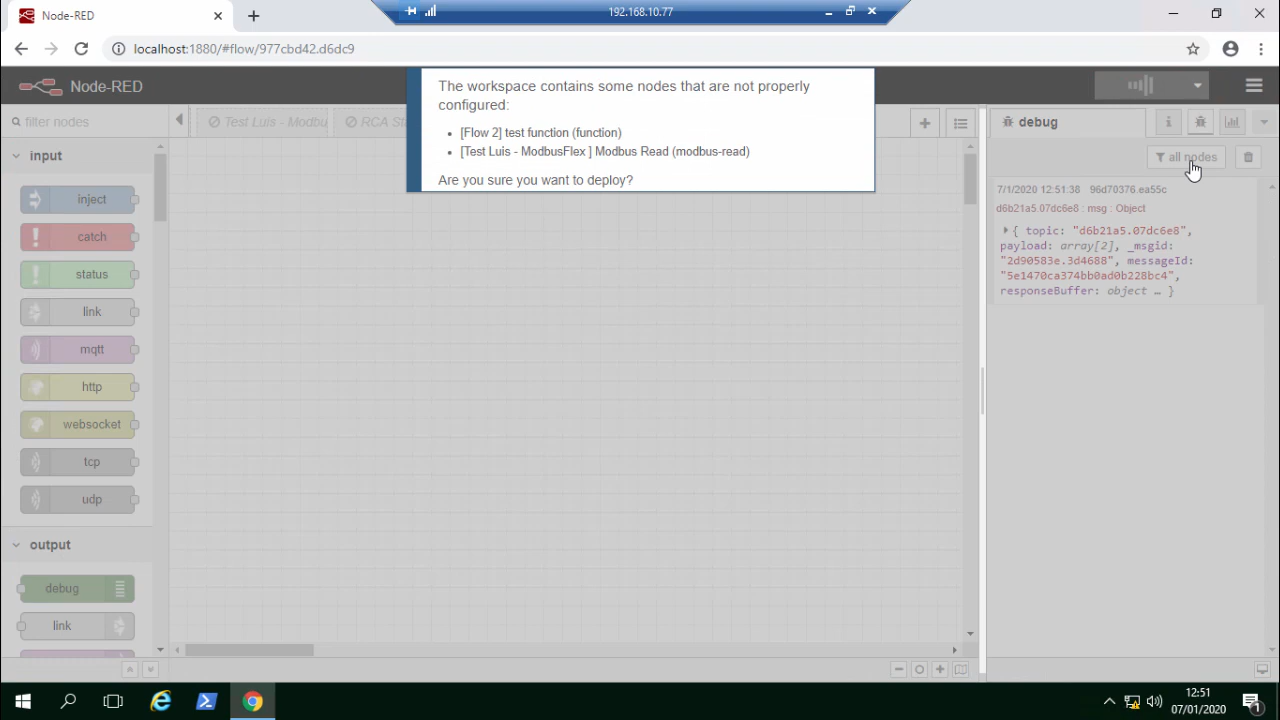 Node-RED
192.168.10.77
localhost:1880/#flow/977cbd42.d6dc9
Node-RED
The workspace contains some nodes that are not properly
configured:
[Flow 2] test function (function)
[Test Luis - ModbusFlex ] Modbus Read (modbus-read)
Are you sure you want to deploy?
filter nodes
Test Luis - Modbu
RCA
debug
all nodes
input
inject
catch
status
link
mqtt
http
websocket
tcp
udp
output
debug
link
7/1/2020 12:51:38 96d70376.ea55c
d6b21a5.07dc6e8 : msg : Object
{ topic: "d6b21a5.07dc6e8",
payload: array[2], _msgid:
"2d90583e.3d4688", messageId:
"5e1470ca374bb0ad0b228bc4",
responseBuffer: object … }
12:51
07/01/2020
1